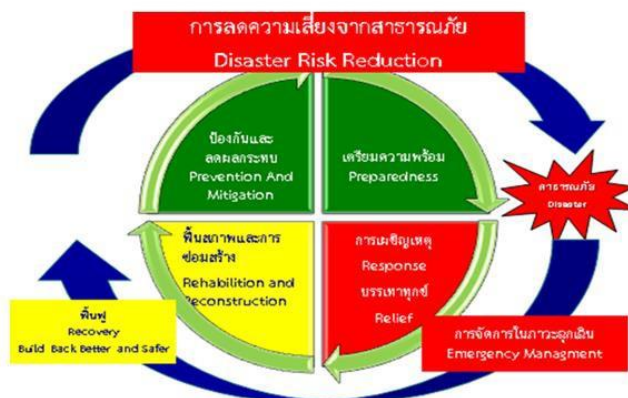 การลดความเสี่ยงจากสาธารณภัย
Disaster Risk Reduction
ป้องกันและ
ลดผลกระทบ
Prevention And
Mitigation
เตรียมความพร้อม
Preparedness
สาธารณภัย
Disaster
ฟื้นสภาพและการ
ซ่อมสร้าง
Rehabilition and
Reconstruction
การเผชิญเหตุ
Response
บรรเทาทุกข์
Relief
ฟื้นฟู
Recovery
Build Back Better and Safer
การจัดการในภาวะฉุกเฉิน
Emergency Managment